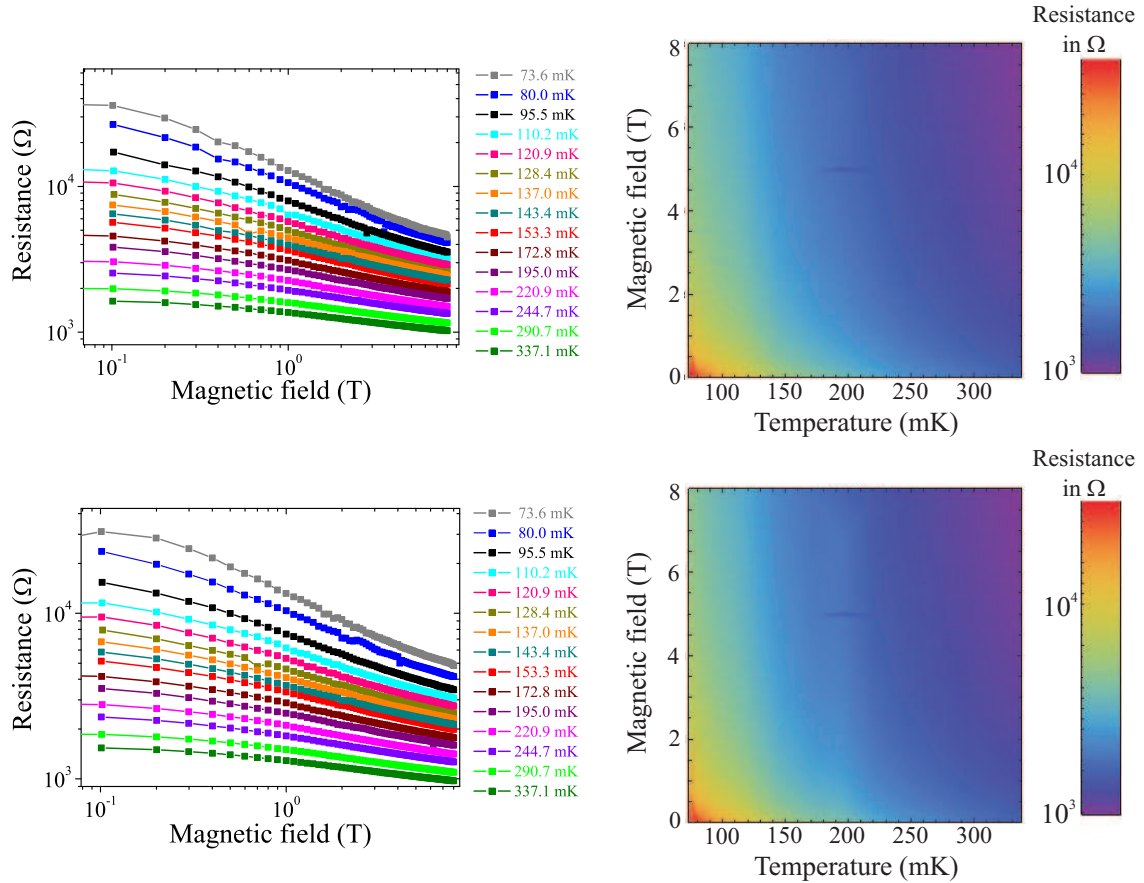 Resistance (Ω)
10^4
10^3
10^-1
10^0
Magnetic field (T)
73.6 mK
80.0 mK
95.5 mK
110.2 mK
120.9 mK
128.4 mK
137.0 mK
143.4 mK
153.3 mK
172.8 mK
195.0 mK
220.9 mK
244.7 mK
290.7 mK
337.1 mK
Magnetic field (T)
8
6
4
2
0
100 150 200 250 300
Temperature (mK)
Resistance
in Ω
10^4
10^3
Resistance (Ω)
10^4
10^3
10^-1
10^0
Magnetic field (T)
73.6 mK
80.0 mK
95.5 mK
110.2 mK
120.9 mK
128.4 mK
137.0 mK
143.4 mK
153.3 mK
172.8 mK
195.0 mK
220.9 mK
244.7 mK
290.7 mK
337.1 mK
Magnetic field (T)
8
6
4
2
0
100 150 200 250 300
Temperature (mK)
Resistance
in Ω
10^4
10^3